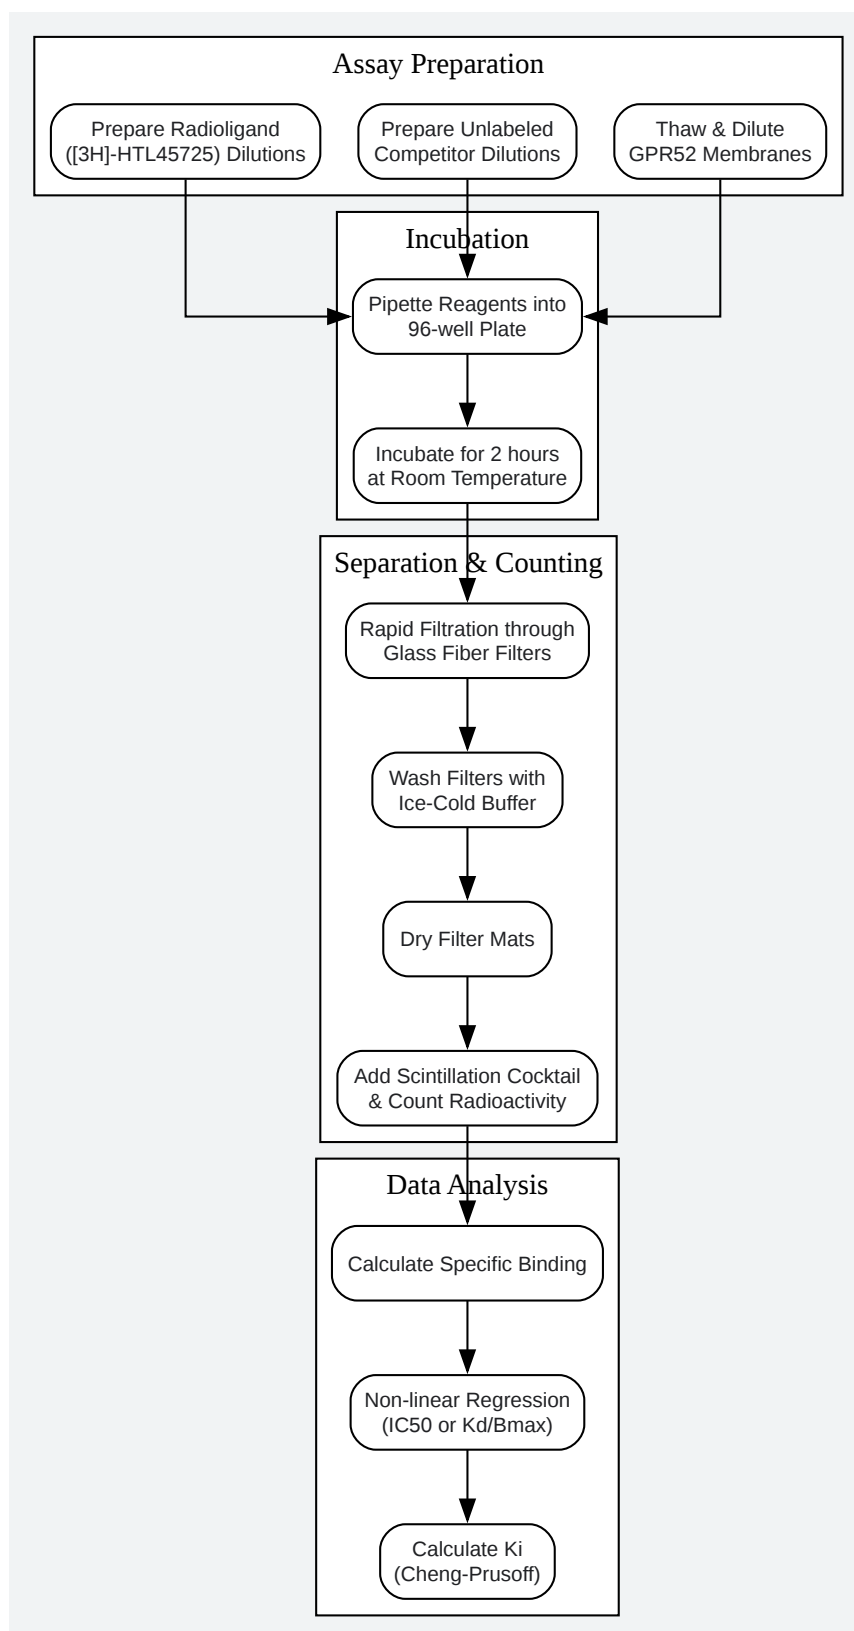 Assay Preparation
Prepare Radioligand
([3H]-HTL45725) Dilutions
Prepare Unlabeled
Competitor Dilutions
Thaw & Dilute
GPR52 Membranes
Incubation
Pipette Reagents into
96-well Plate
Incubate for 2 hours
at Room Temperature
Separation & Counting
Rapid Filtration through
Glass Fiber Filters
Wash Filters with
Ice-Cold Buffer
Dry Filter Mats
Add Scintillation Cocktail
& Count Radioactivity
Data Analysis
Calculate Specific Binding
Non-linear Regression
(IC50 or Kd/Bmax)
Calculate Ki
(Cheng-Prusoff)